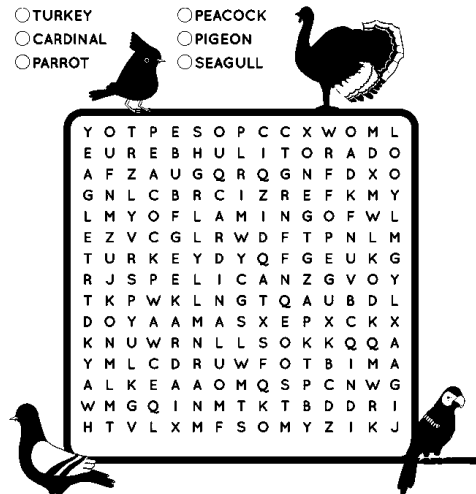 TURKEY PEACOCK
CARDINAL PIGEON
PARROT SEAGULL
Y O T P E S O P C C X W O M L
E U R E B H U L I T O R A D O
A F Z A U G Q R Q G N F D X O
G N L C B R C I Z R E F K M Y
L M Y O F L A M I N G O F W L
E Z V C G L R W D F T P N L M
T U R K E Y D Y Q F G E U K G
R J S P E L I C A N Z G V O Y
T K P W K L N G T Q A U B D L
D O Y A A M A S X E P X C K X
K N U W R N L L S O K K Q Q A
Y M L C D R U W F O T B I M A
A L K E A A O M Q S P C N W G
W M G Q I N M T K T B D D R I
H T V L X M F S O M Y Z I K J